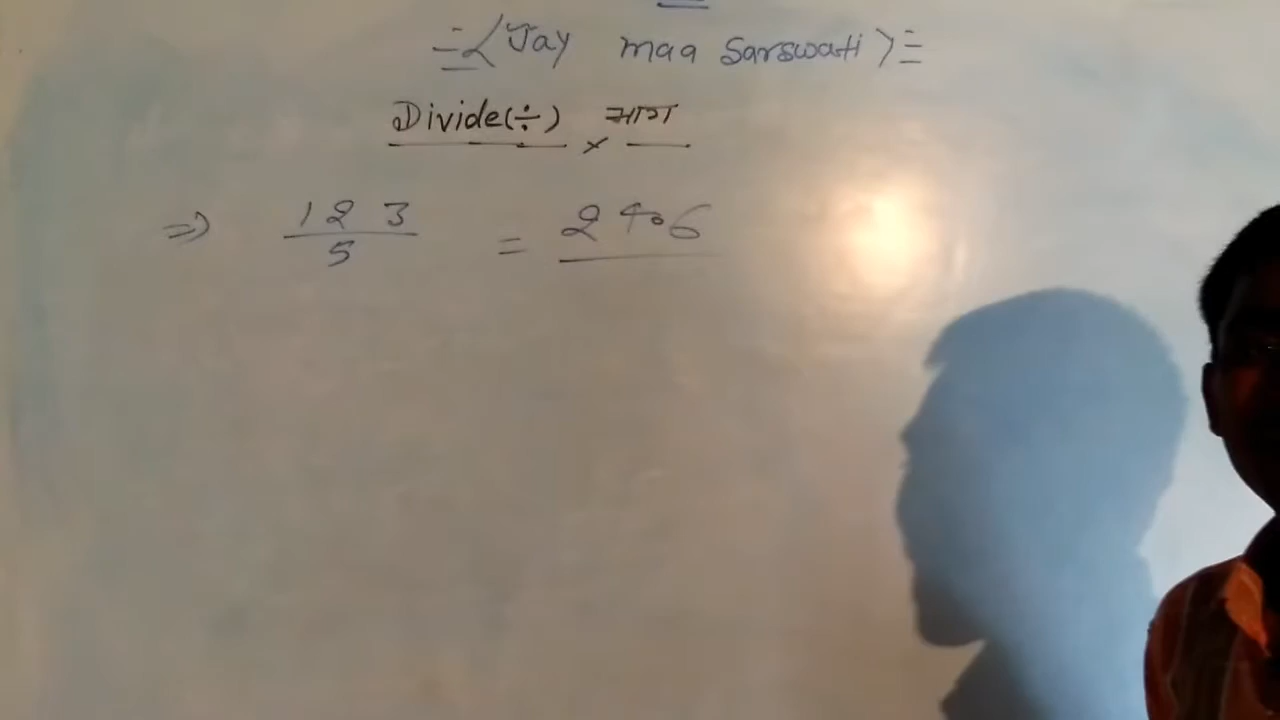 =<Jay maa Sarswati>=
Divide(÷) × भाग
=> 123/5 = 24.6